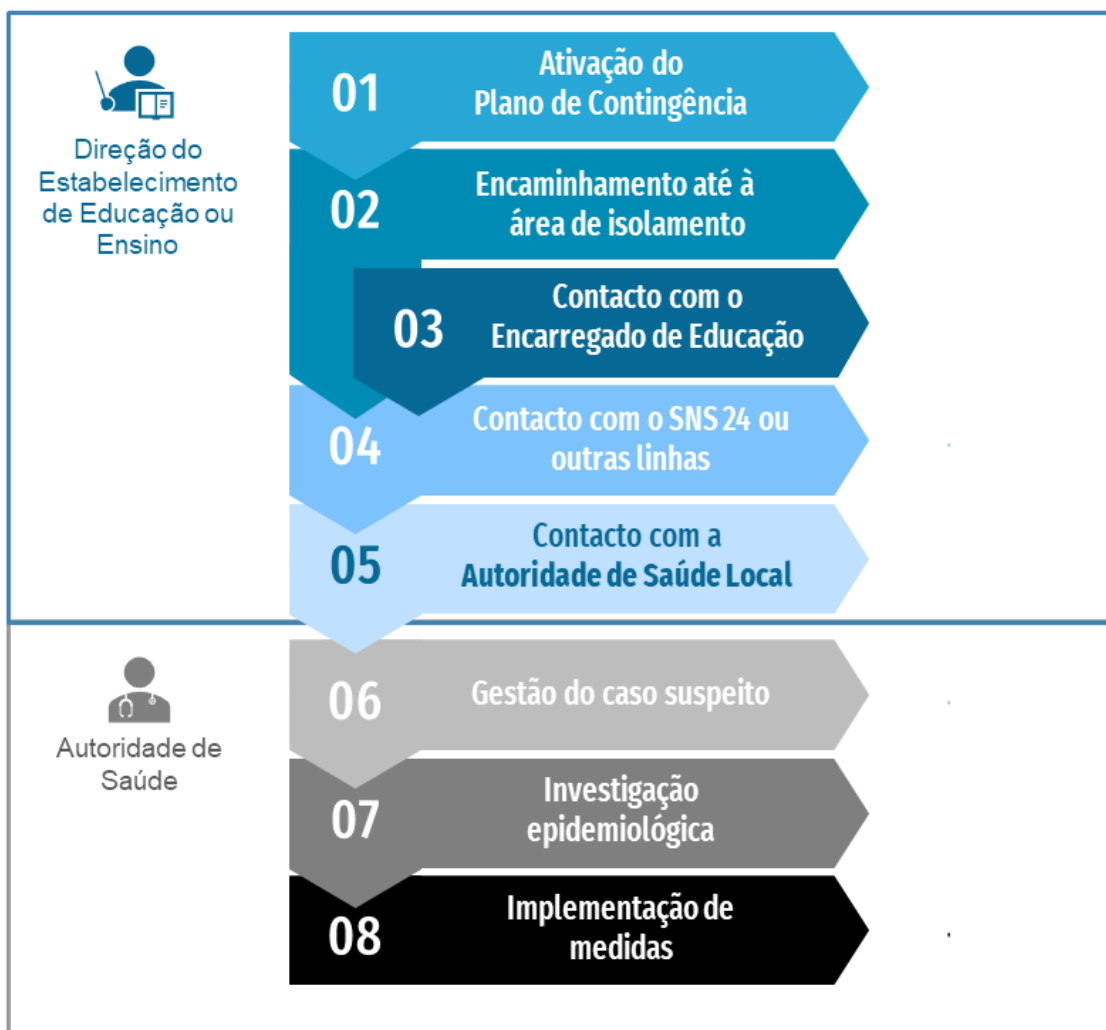 Direção do
Estabelecimento
de Educação ou
Ensino
01
Ativação do
Plano de Contingência
02
Encaminhamento até à
área de isolamento
03
Contacto com o
Encarregado de Educação
04
Contacto com o SNS 24 ou
outras linhas
05
Contacto com a
Autoridade de Saúde Local
Autoridade de
Saúde
06
Gestão do caso suspeito
07
Investigação
epidemiológica
08
Implementação de
medidas